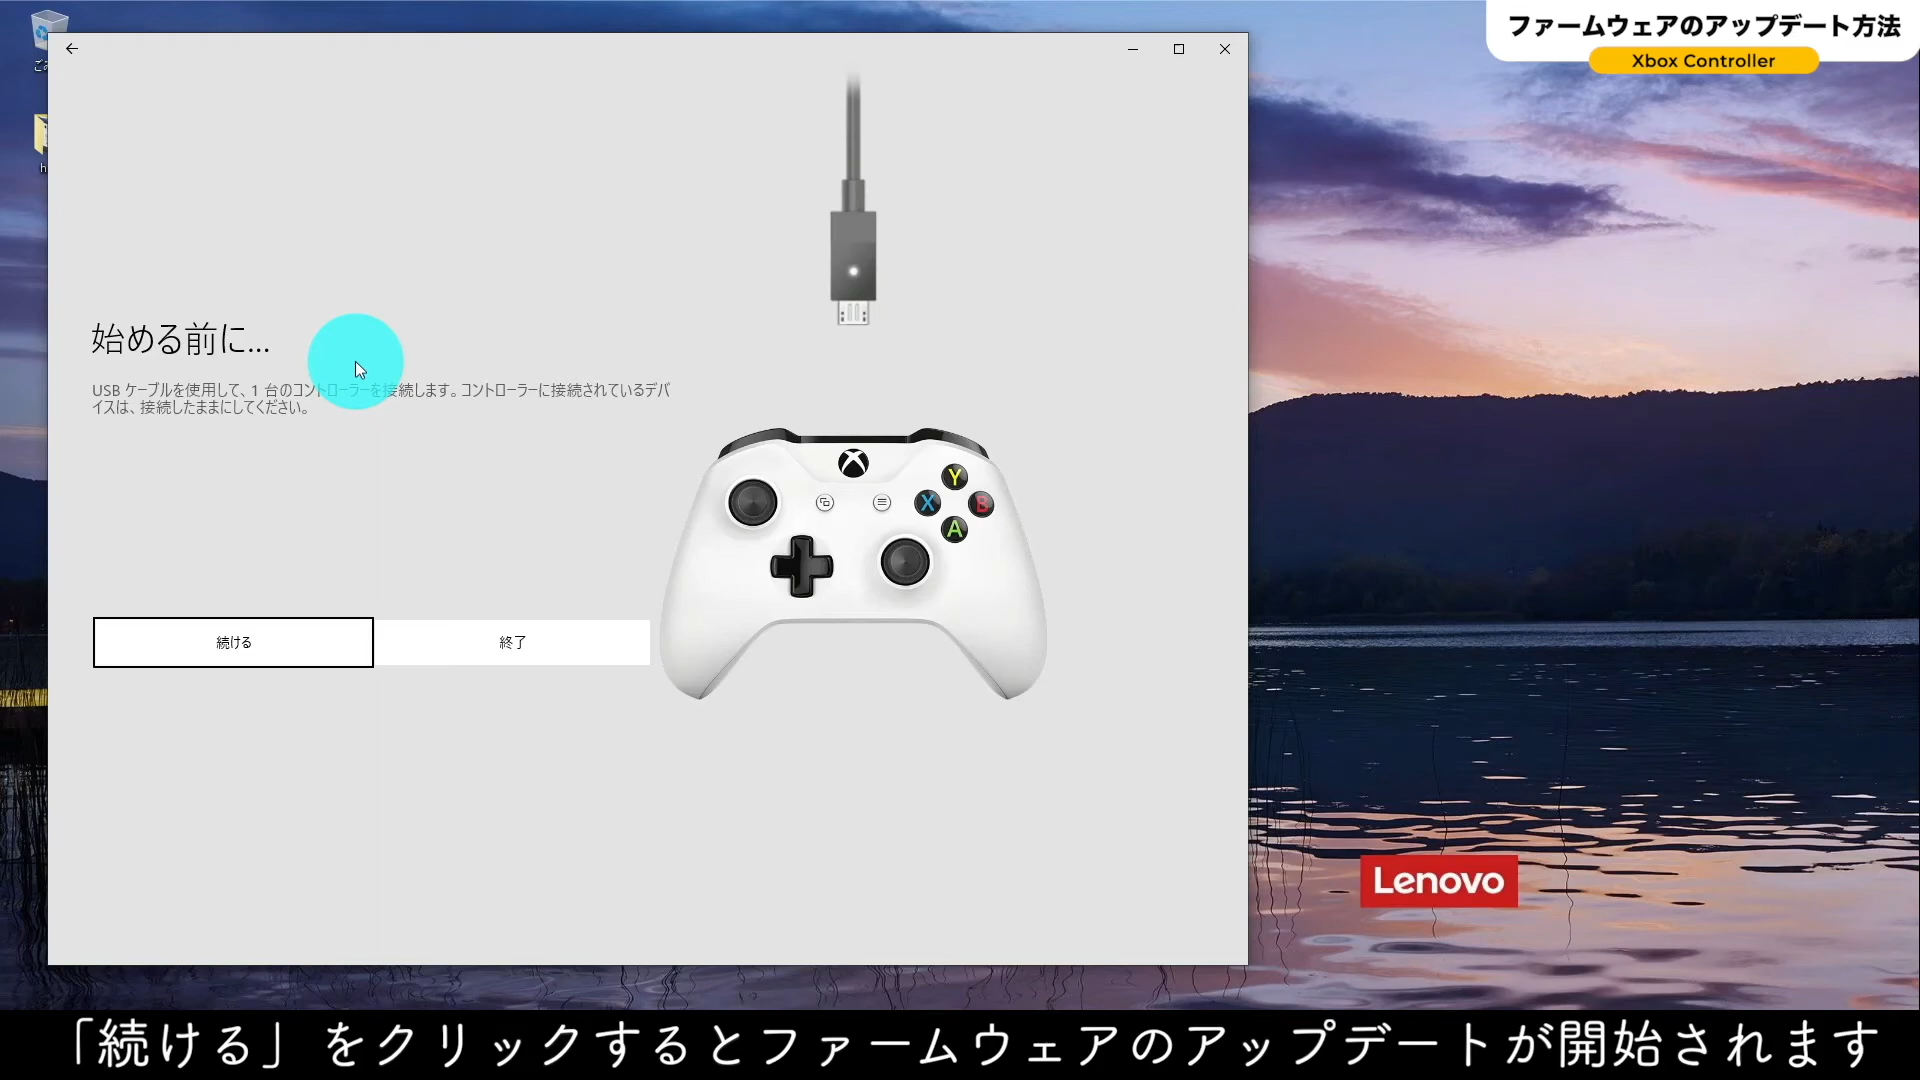 ファームウェアのアップデート方法
Xbox Controller
始める前に...
USB ケーブルを使用して、1 台のコントローラーを接続します。コントローラーに接続されているデバ
イスは、接続したままにしてください。
Y
X
B
A
続ける
終了
Lenovo
「続ける」をクリックするとファームウェアのアップデートが開始されます